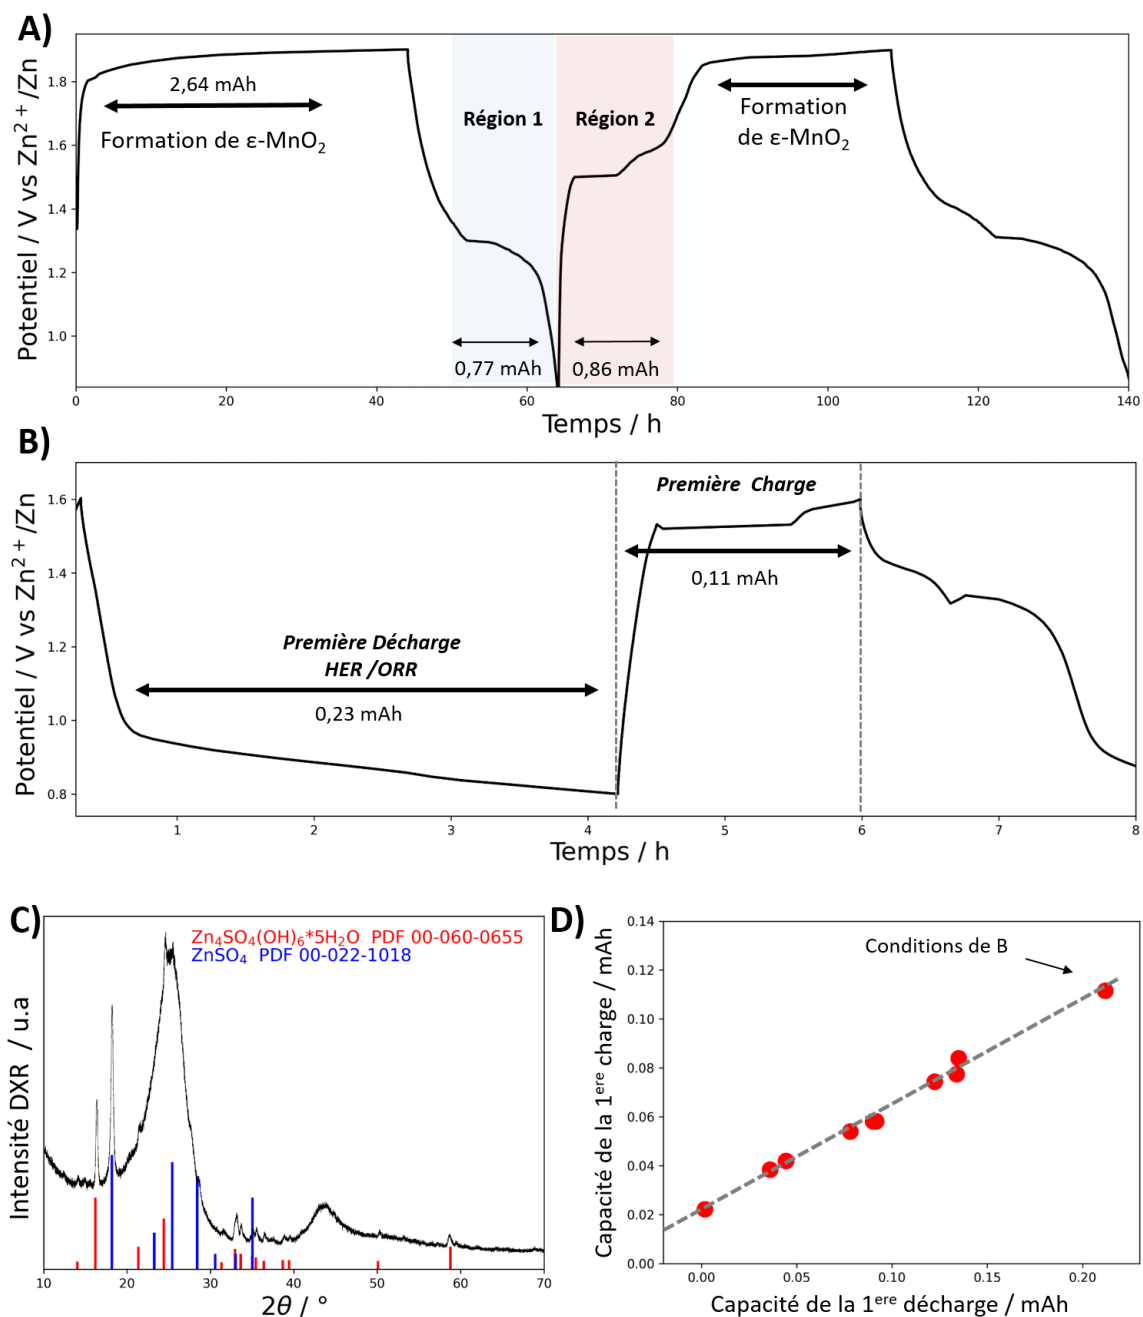 A)
Potentiel / V vs Zn²⁺/Zn
1.8
1.6
1.4
1.2
1.0
2,64 mAh
Formation de ε-MnO₂
Région 1
Région 2
Formation
de ε-MnO₂
0,77 mAh
0,86 mAh
0
20
40
60
80
100
120
140
Temps / h
B)
Potentiel / V vs Zn²⁺/Zn
1.6
1.4
1.2
1.0
0.8
Première Décharge
HER /ORR
0,23 mAh
Première Charge
0,11 mAh
1
2
3
4
5
6
7
8
Temps / h
C)
Intensité DXR / u.a
Zn₄SO₄(OH)₆*5H₂O PDF 00-060-0655
ZnSO₄ PDF 00-022-1018
10
20
30
40
50
60
70
2θ / °
D)
Capacité de la 1ᵉʳᵉ charge / mAh
0.14
0.12
0.10
0.08
0.06
0.04
0.02
0.00
Conditions de B
0.00
0.05
0.10
0.15
0.20
Capacité de la 1ᵉʳᵉ décharge / mAh